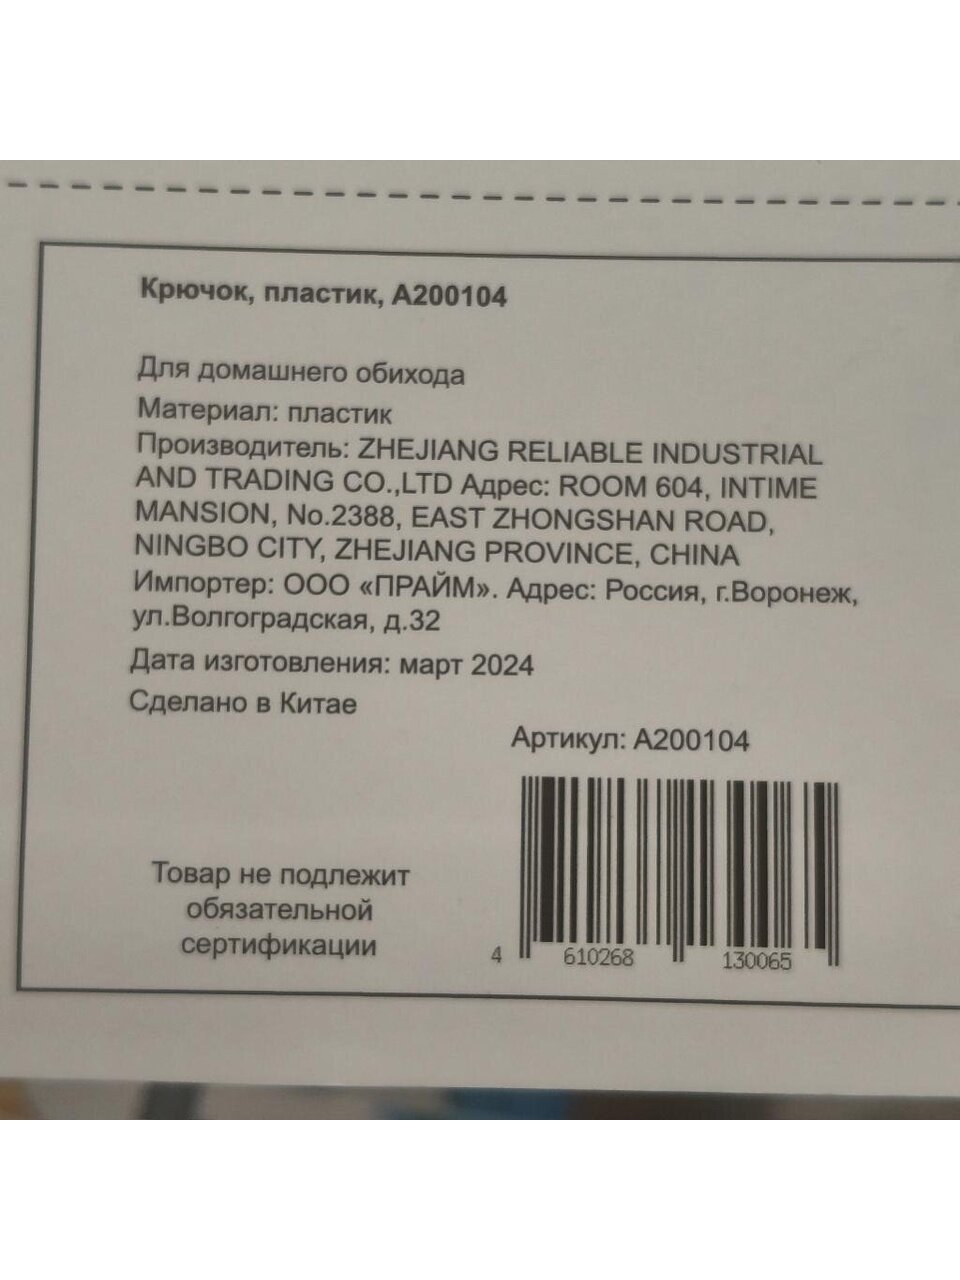 Крючок, пластик, А200104
Для домашнего обихода
Материал: пластик
Производитель: ZHEJIANG RELIABLE INDUSTRIAL
AND TRADING CO.,LTD Адрес: ROOM 604, INTIME
MANSION, No.2388, EAST ZHONGSHAN ROAD,
NINGBO CITY, ZHEJIANG PROVINCE, CHINA
Импортер: ООО «ПРАЙМ». Адрес: Россия, г.Воронеж,
ул.Волгоградская, д.32
Дата изготовления: март 2024
Сделано в Китае
Артикул: А200104
Товар не подлежит
обязательной
сертификации
4 610268 130065